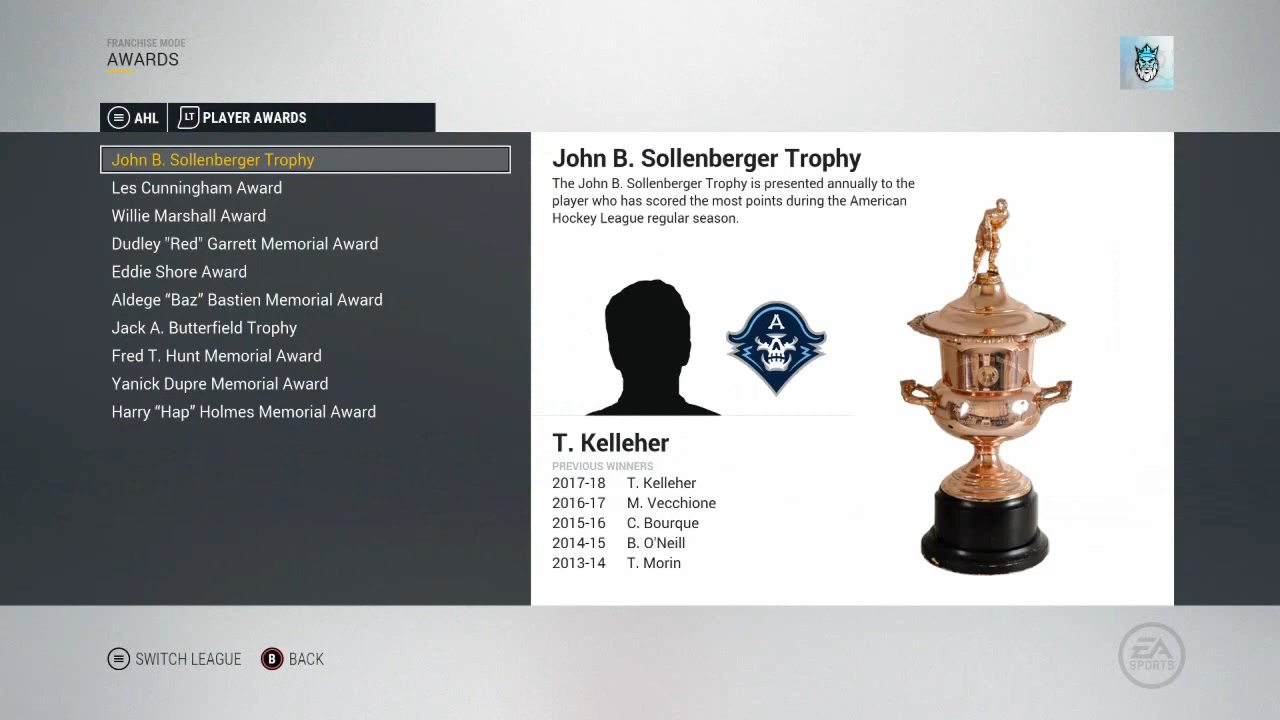 FRANCHISE MODE
AWARDS
AHL
LT PLAYER AWARDS
John B. Sollenberger Trophy
Les Cunningham Award
Willie Marshall Award
Dudley "Red" Garrett Memorial Award
Eddie Shore Award
Aldege “Baz” Bastien Memorial Award
Jack A. Butterfield Trophy
Fred T. Hunt Memorial Award
Yanick Dupre Memorial Award
Harry “Hap” Holmes Memorial Award
John B. Sollenberger Trophy
The John B. Sollenberger Trophy is presented annually to the
player who has scored the most points during the American
Hockey League regular season.
A
T. Kelleher
PREVIOUS WINNERS
2017-18 T. Kelleher
2016-17 M. Vecchione
2015-16 C. Bourque
2014-15 B. O'Neill
2013-14 T. Morin
SWITCH LEAGUE
B BACK
EA
SPORTS